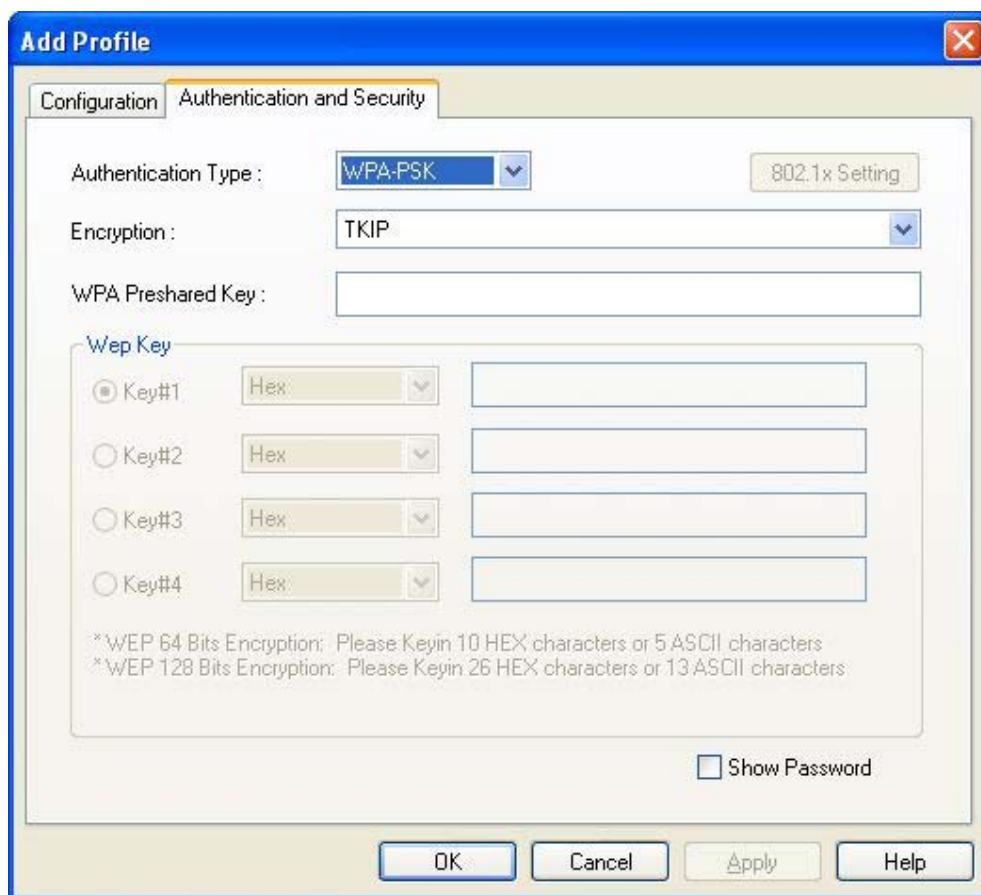 Add Profile
Configuration
Authentication and Security
Authentication Type :
WPA-PSK
802.1x Setting
Encryption :
TKIP
WPA Preshared Key :
Wep Key
Key#1
Hex
Key#2
Hex
Key#3
Hex
Key#4
Hex
* WEP 64 Bits Encryption:  Please Keyin 10 HEX characters or 5 ASCII characters
* WEP 128 Bits Encryption:  Please Keyin 26 HEX characters or 13 ASCII characters
Show Password
OK
Cancel
Apply
Help